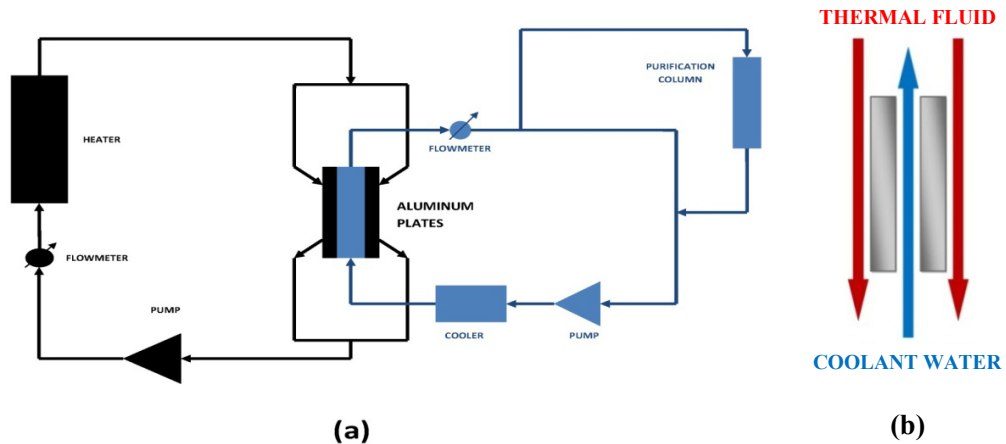 THERMAL FLUID
PURIFICATION
COLUMN
HEATER
FLOWMETER
ALUMINUM
PLATES
FLOWMETER
PUMP
COOLER
PUMP
COOLANT WATER
(a)
(b)